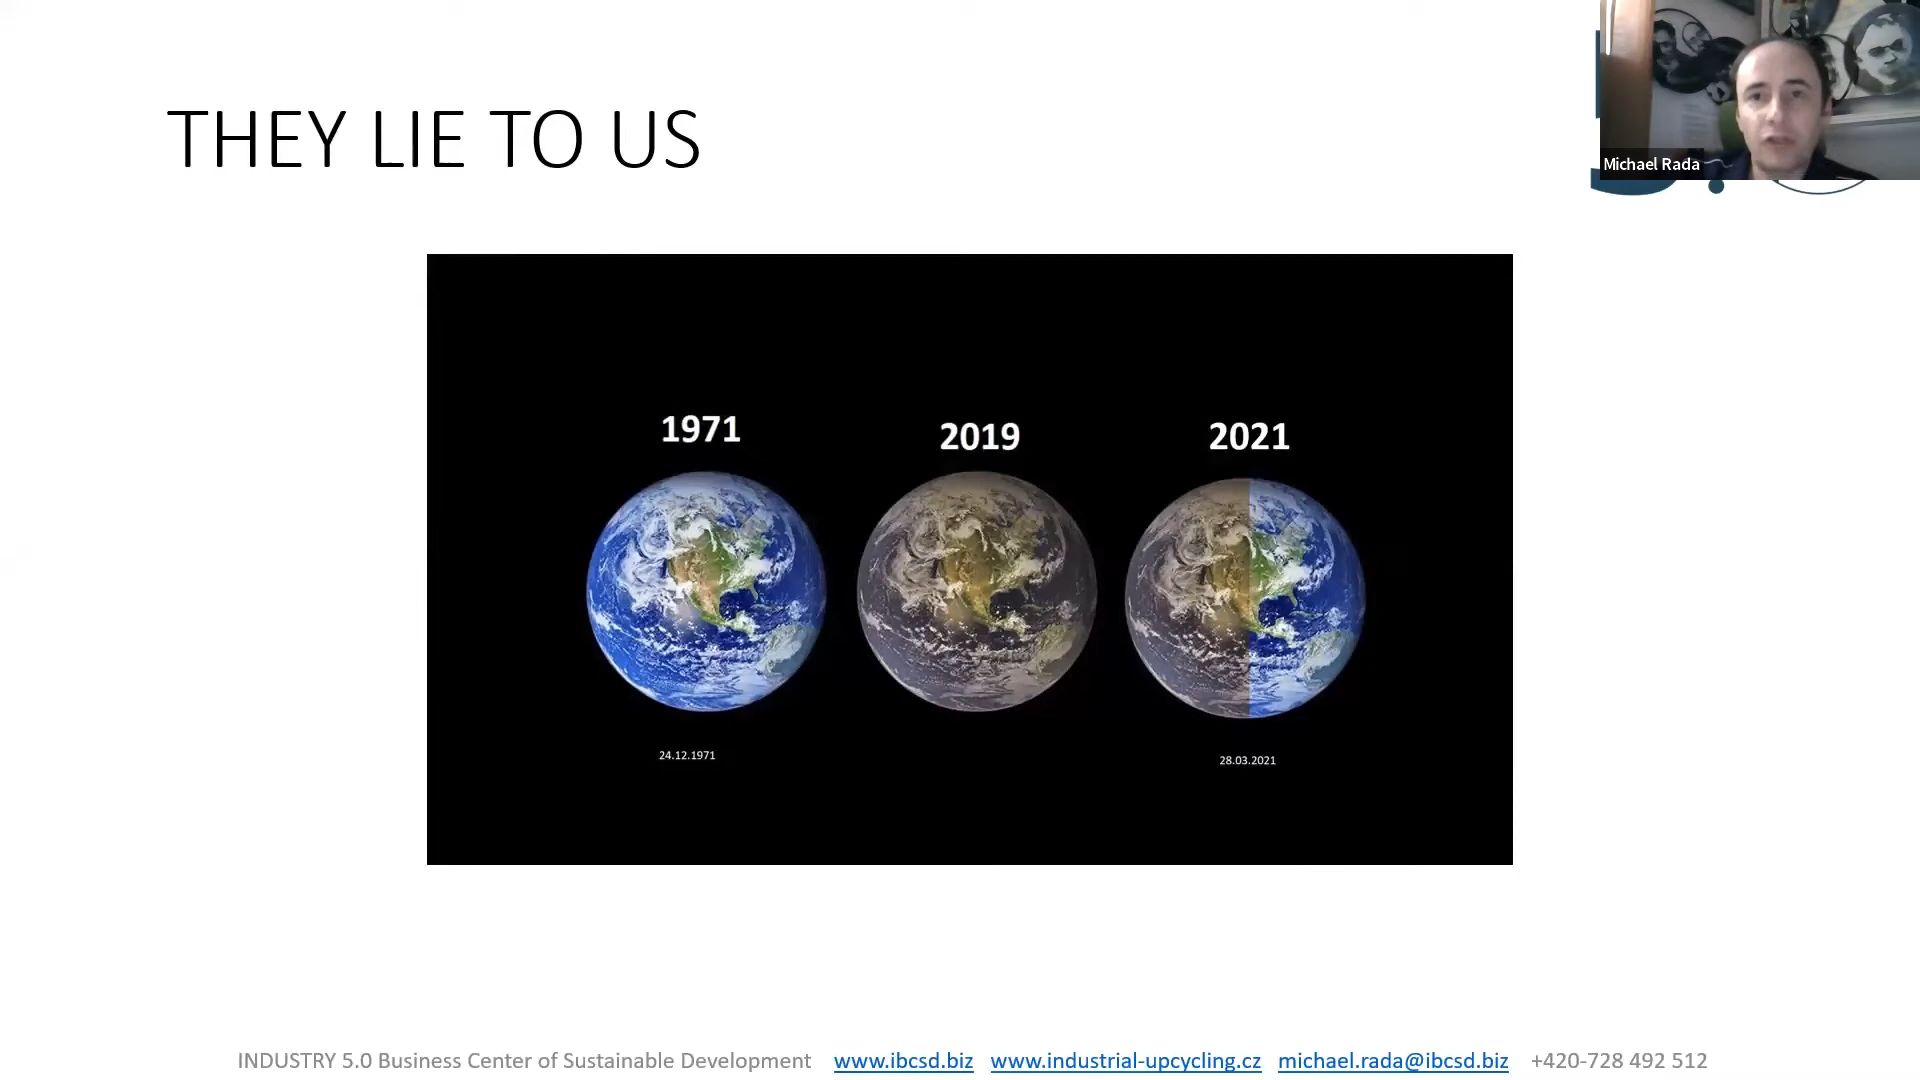 THEY LIE TO US
Michael Rada
1971
2019
2021
24.12.1971
28.03.2021
INDUSTRY 5.0 Business Center of Sustainable Development www.ibcsd.biz www.industrial-upcycling.cz michael.rada@ibcsd.biz +420-728 492 512